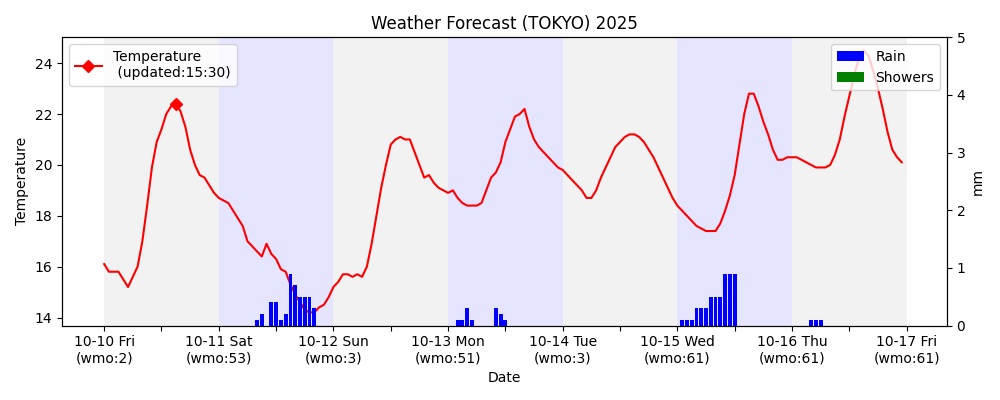 Weather Forecast (TOKYO) 2025
Temperature
(updated:15:30)
Rain
Showers
Temperature
24
22
20
18
16
14
5
4
3
2
1
0
mm
10-10 Fri
(wmo:2)
10-11 Sat
(wmo:53)
10-12 Sun
(wmo:3)
10-13 Mon
(wmo:51)
10-14 Tue
(wmo:3)
10-15 Wed
(wmo:61)
10-16 Thu
(wmo:61)
10-17 Fri
(wmo:61)
Date